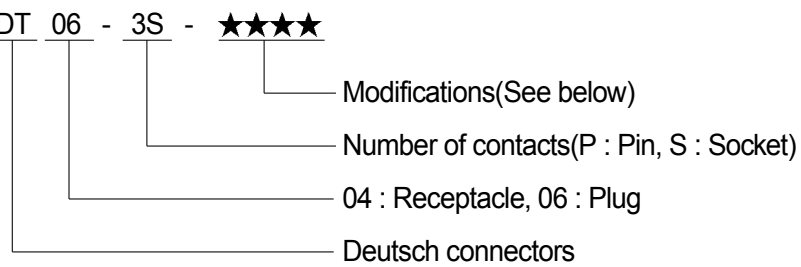 DT 06 - 3S - ★★★★
Modifications(See below)
Number of contacts(P : Pin, S : Socket)
04 : Receptacle, 06 : Plug
Deutsch connectors